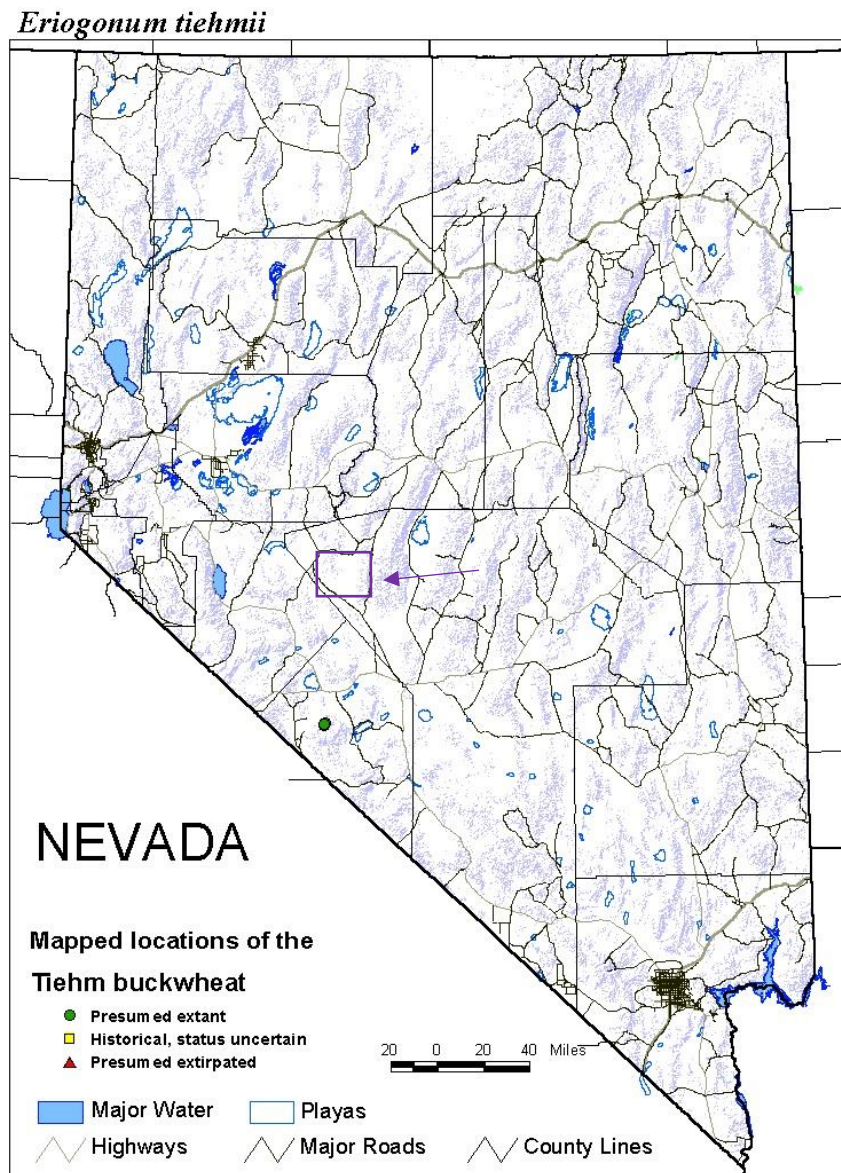 Eriogonum tiehmii
NEVADA
Mapped locations of the
Tiehm buckwheat
Presumed extant
Historical, status uncertain
Presumed extirpated
20 0 20 40 Miles
Major Water Playas
Highways Major Roads County Lines